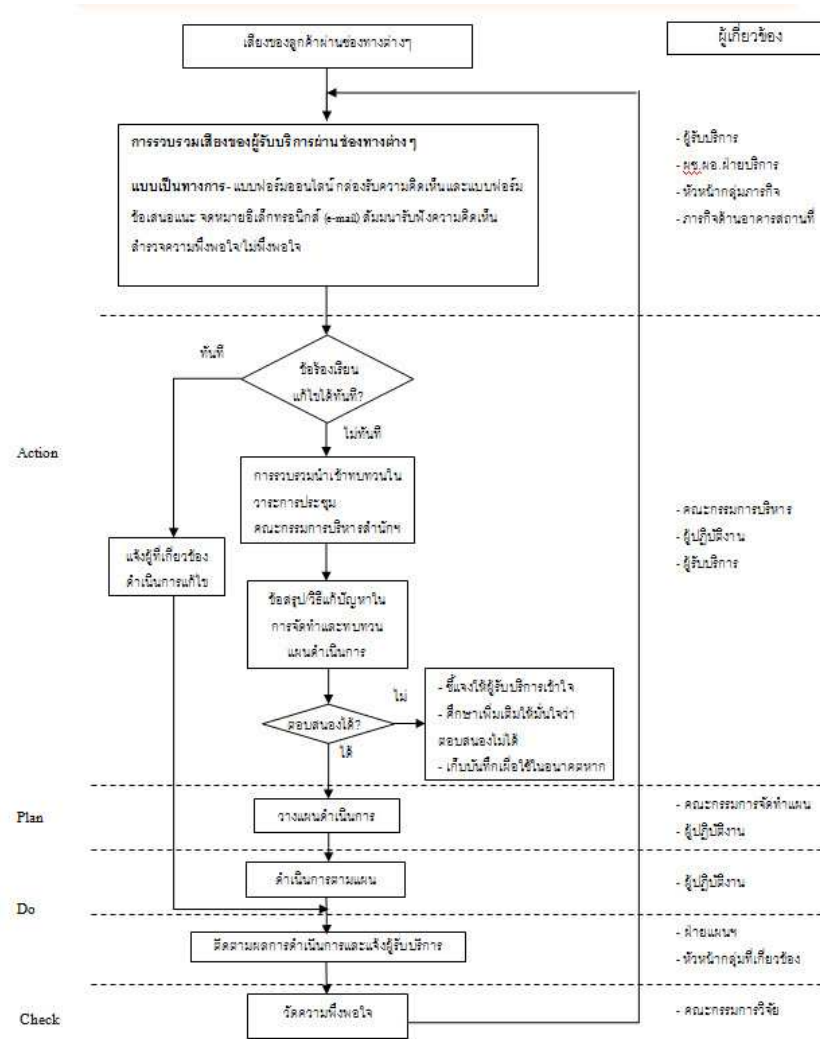 เสียงของลูกค้าผ่านช่องทางต่างๆ
ผู้เกี่ยวข้อง
การรวบรวมเสียงของผู้รับบริการผ่านช่องทางต่างๆ
แบบเป็นทางการ - แบบฟอร์มออนไลน์ กล่องรับความคิดเห็นและแบบฟอร์ม
ข้อเสนอแนะ จดหมายอิเล็กทรอนิกส์ (e-mail) สัมมนารับฟังความคิดเห็น
สำรวจความพึงพอใจ/ไม่พึงพอใจ
- ผู้รับบริการ
- ผช.ผอ.ฝ่ายบริการ
- หัวหน้ากลุ่มภารกิจ
- ภารกิจด้านอาคารสถานที่
Action
ทันที
ข้อร้องเรียน
แก้ไขได้ทันที?
ไม่ทันที
การรวบรวมนำเข้าทบทวนใน
วาระการประชุม
คณะกรรมการบริหารสำนักฯ
แจ้งผู้ที่เกี่ยวข้อง
ดำเนินการแก้ไข
ข้อสรุป/วิธีแก้ปัญหาใน
การจัดทำและทบทวน
แผนดำเนินการ
- คณะกรรมการบริหาร
- ผู้ปฏิบัติงาน
- ผู้รับบริการ
ตอบสนองได้?
ไม่
- ชี้แจงให้ผู้รับบริการเข้าใจ
- ศึกษาเพิ่มเติมให้มั่นใจว่า
ตอบสนองไม่ได้
- เก็บบันทึกเผื่อใช้ในอนาคตหาก
ได้
Plan
วางแผนดำเนินการ
- คณะกรรมการจัดทำแผน
- ผู้ปฏิบัติงาน
Do
ดำเนินการตามแผน
- ผู้ปฏิบัติงาน
ติดตามผลการดำเนินการและแจ้งผู้รับบริการ
- ฝ่ายแผนฯ
- หัวหน้ากลุ่มที่เกี่ยวข้อง
Check
วัดความพึงพอใจ
- คณะกรรมการวิจัย